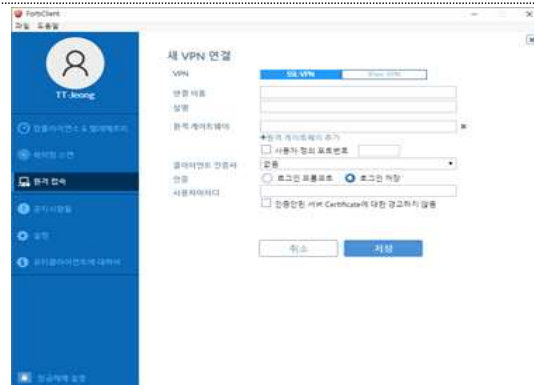 FortiClient
파일 도움말
TT-Jeong
컴플라이언스 & 텔레메트리
취약점 스캔
원격 접속
공지사항들
설정
포티클라이언트에 대하여
잠금해제 설정
새 VPN 연결
VPN SSL-VPN IPsec VPN
연결 이름
설명
원격 게이트웨이
+원격 게이트웨이 추가
사용자 정의 포트번호
클라이언트 인증서 없음
인증 로그인 프롬프트 로그인 저장
사용자아이디
인증안된 서버 Certificate에 대한 경고하지 않음
취소 저장